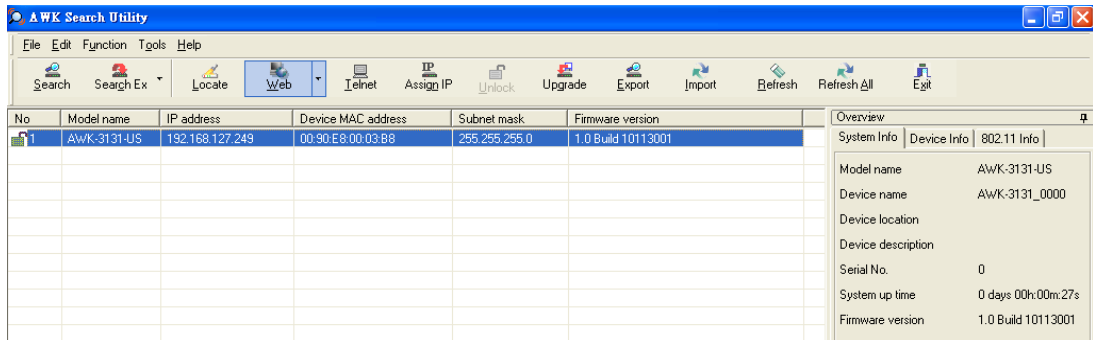 AWK Search Utility
File Edit Function Tools Help
Search Search Ex Locate Web Telnet Assign IP Unlock Upgrade Export Import Refresh Refresh All Exit
No Model name IP address Device MAC address Subnet mask Firmware version
1 AWK-3131-US 192.168.127.249 00:90:E8:00:03:B8 255.255.255.0 1.0 Build 10113001
Overview
System Info Device Info 802.11 Info
Model name AWK-3131-US
Device name AWK-3131_0000
Device location
Device description
Serial No. 0
System up time 0 days 00h:00m:27s
Firmware version 1.0 Build 10113001